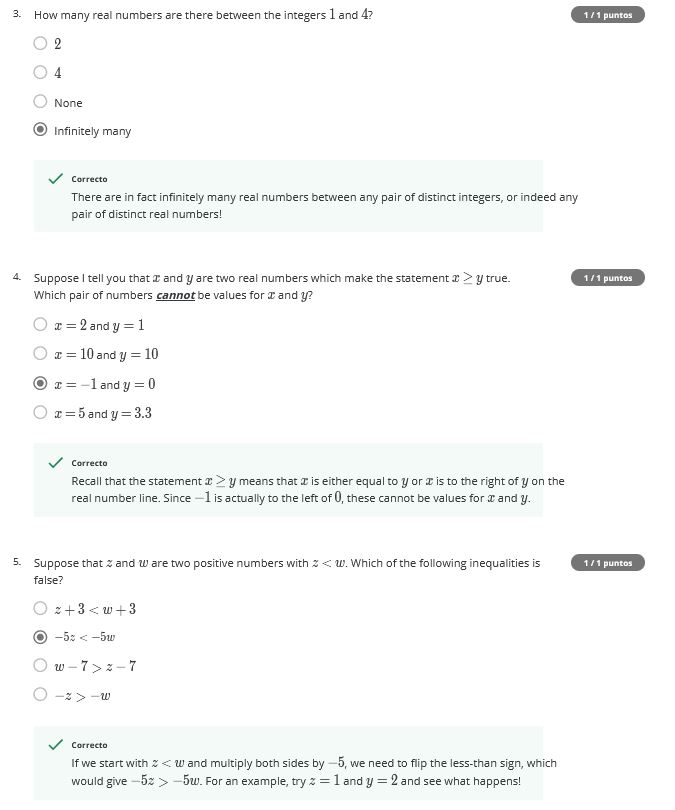 3. How many real numbers are there between the integers 1 and 4?
1 / 1 puntos
2
4
None
Infinitely many
Correcto
There are in fact infinitely many real numbers between any pair of distinct integers, or indeed any
pair of distinct real numbers!
4. Suppose I tell you that x and y are two real numbers which make the statement x ≥ y true.
1 / 1 puntos
Which pair of numbers cannot be values for x and y?
x = 2 and y = 1
x = 10 and y = 10
x = −1 and y = 0
x = 5 and y = 3.3
Correcto
Recall that the statement x ≥ y means that x is either equal to y or x is to the right of y on the
real number line. Since −1 is actually to the left of 0, these cannot be values for x and y.
5. Suppose that z and w are two positive numbers with z < w. Which of the following inequalities is
1 / 1 puntos
false?
z + 3 < w + 3
−5z < −5w
w − 7 > z − 7
−z > −w
Correcto
If we start with z < w and multiply both sides by −5, we need to flip the less-than sign, which
would give −5z > −5w. For an example, try z = 1 and y = 2 and see what happens!